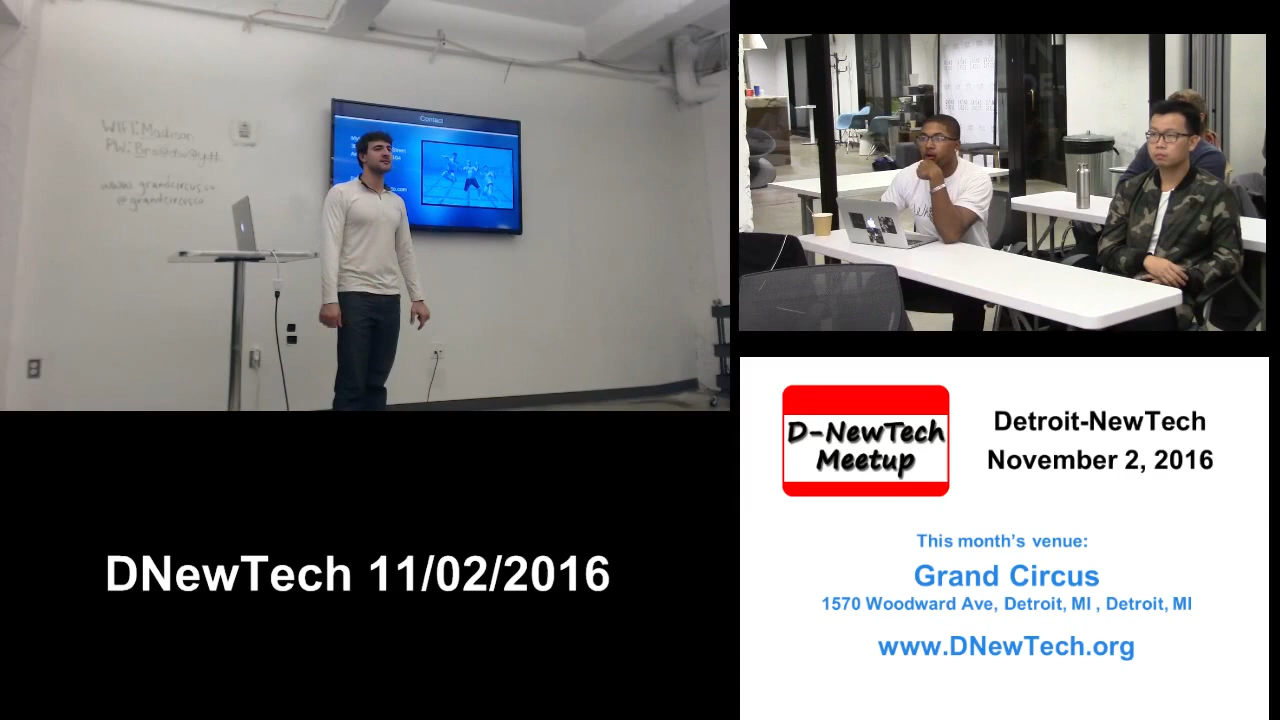 WIFI: Madison
www.grandcircus.co
@grandcircusco
Contact
DNewTech 11/02/2016
D-NewTech
Meetup
Detroit-NewTech
November 2, 2016
This month's venue:
Grand Circus
1570 Woodward Ave, Detroit, MI , Detroit, MI
www.DNewTech.org